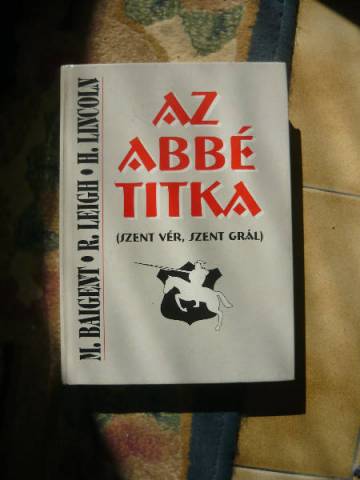 M. BAIGENT • R. LEIGH • H. LINCOLN
AZ
ABBÉ
TITKA
(SZENT VÉR, SZENT GRÁL)